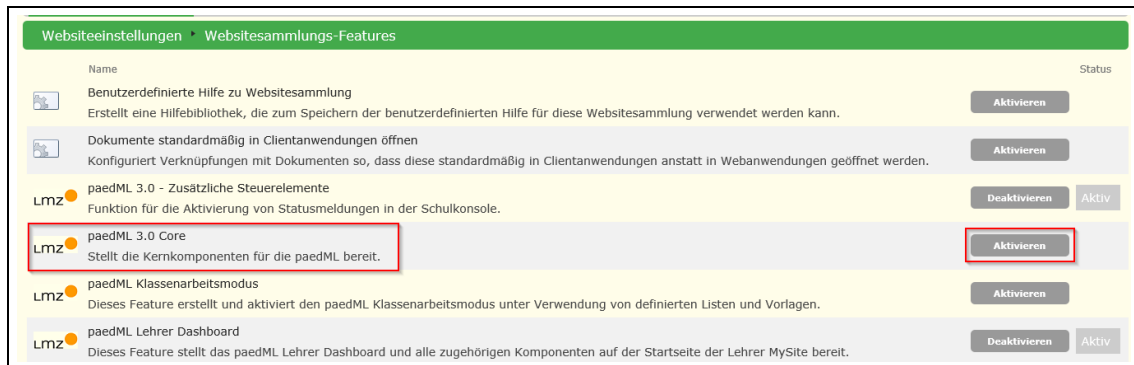 Websiteeinstellungen ▸ Websitesammlungs-Features
Name Status
Benutzerdefinierte Hilfe zu Websitesammlung
Erstellt eine Hilfebibliothek, die zum Speichern der benutzerdefinierten Hilfe für diese Websitesammlung verwendet werden kann.
Aktivieren
Dokumente standardmäßig in Clientanwendungen öffnen
Konfiguriert Verknüpfungen mit Dokumenten so, dass diese standardmäßig in Clientanwendungen anstatt in Webanwendungen geöffnet werden.
Aktivieren
LMZ
paedML 3.0 - Zusätzliche Steuerelemente
Funktion für die Aktivierung von Statusmeldungen in der Schulkonsole.
Deaktivieren Aktiv
LMZ
paedML 3.0 Core
Stellt die Kernkomponenten für die paedML bereit.
Aktivieren
LMZ
paedML Klassenarbeitsmodus
Dieses Feature erstellt und aktiviert den paedML Klassenarbeitsmodus unter Verwendung von definierten Listen und Vorlagen.
Aktivieren
LMZ
paedML Lehrer Dashboard
Dieses Feature stellt das paedML Lehrer Dashboard und alle zugehörigen Komponenten auf der Startseite der Lehrer MySite bereit.
Deaktivieren Aktiv